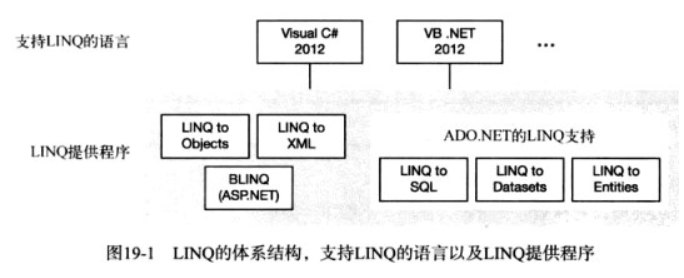 支持LINQ的语言
Visual C#
2012
VB .NET
2012
...
LINQ提供程序
LINQ to
Objects
LINQ to
XML
BLINQ
(ASP.NET)
ADO.NET的LINQ支持
LINQ to
SQL
LINQ to
Datasets
LINQ to
Entities
图19-1 LINQ的体系结构，支持LINQ的语言以及LINQ提供程序